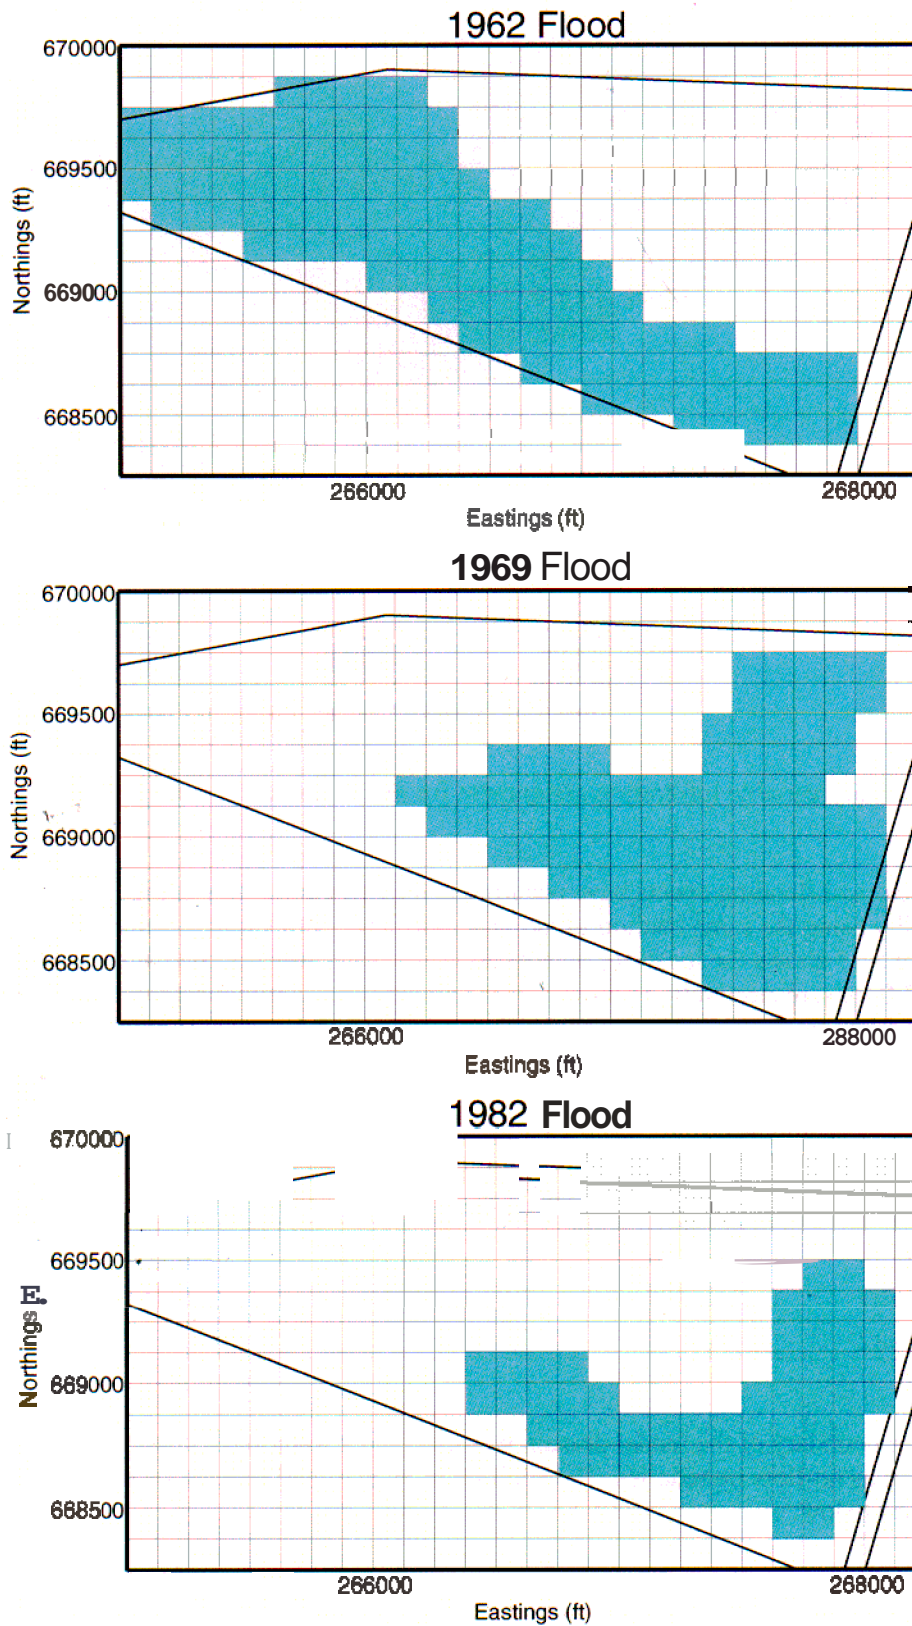 1962 Flood
670000
669500
669000
668500
Northings (ft)
266000
268000
Eastings (ft)
1969 Flood
670000
669500
669000
668500
Northings (ft)
266000
288000
Eastings (ft)
1982 Flood
670000
669500
669000
668500
Northings F.
266000
268000
Eastings (ft)